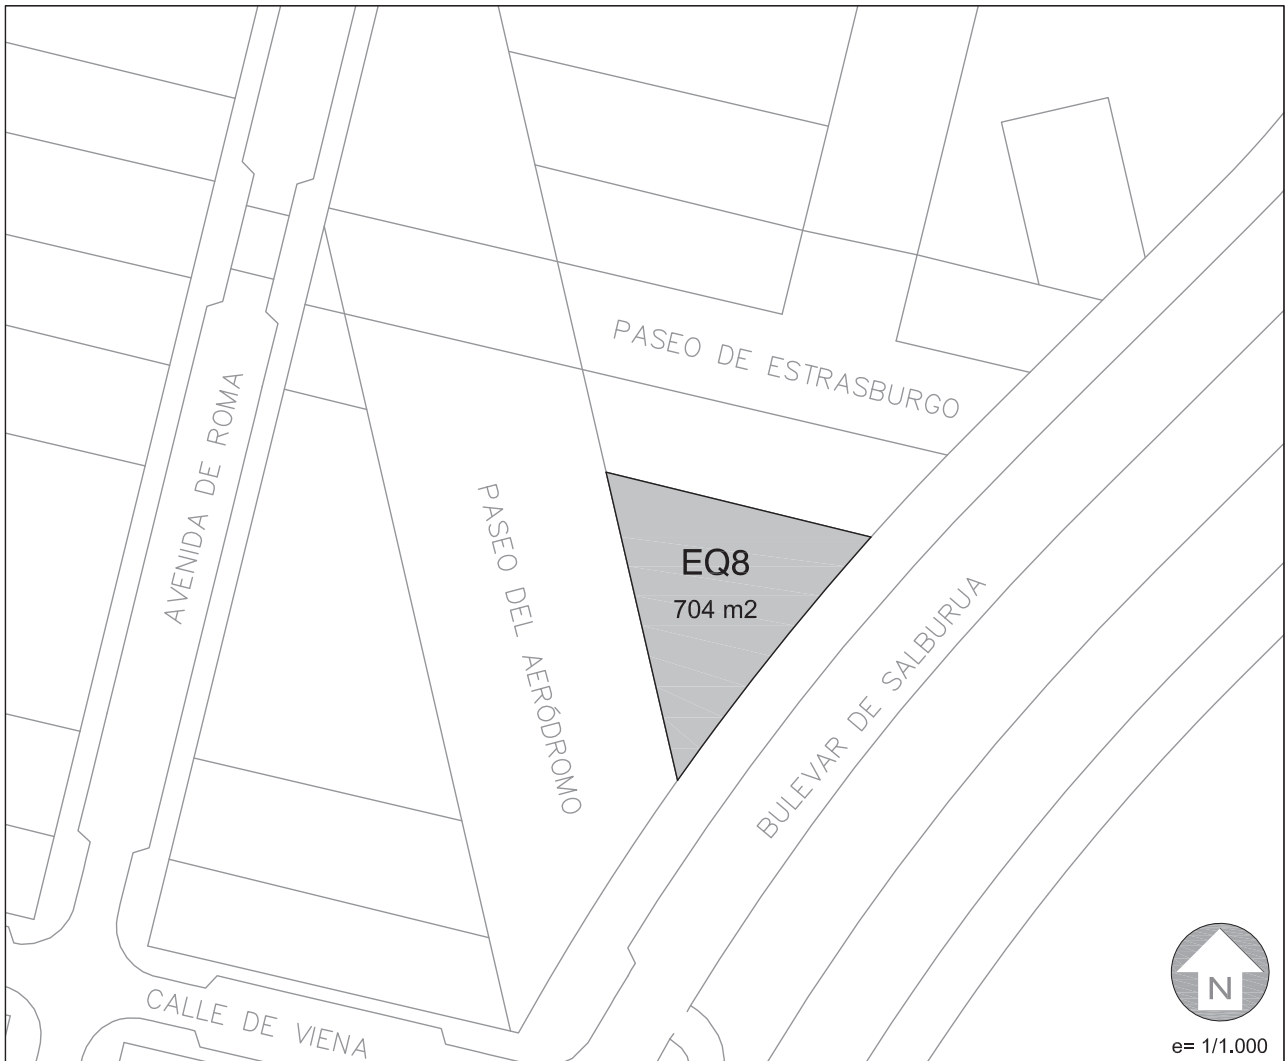 PASEO DE ESTRASBURGO
AVENIDA DE ROMA
PASEO DEL AERÓDROMO
EQ8
704 m2
BULEVAR DE SALBURUA
CALLE DE VIENA
N
e= 1/1.000